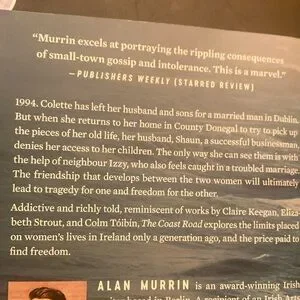 “Murrin excels at portraying the rippling consequences
of small-town gossip and intolerance. This is a marvel.”
—PUBLISHERS WEEKLY (STARRED REVIEW)
1994. Colette has left her husband and sons for a married man in Dublin.
But when she returns to her home in County Donegal to try to pick up
the pieces of her old life, her husband, Shaun, a successful businessman,
denies her access to her children. The only way she can see them is with
the help of neighbour Izzy, who also feels caught in a troubled marriage.
The friendship that develops between the two women will ultimately
lead to tragedy for one and freedom for the other.
Addictive and richly told, reminiscent of works by Claire Keegan, Eliza-
beth Strout, and Colm Tóibín, The Coast Road explores the limits placed
on women's lives in Ireland only a generation ago, and the price paid to
find freedom.
ALAN MURRIN is an award-winning Irish
based in Berlin. A recipient of an Irish